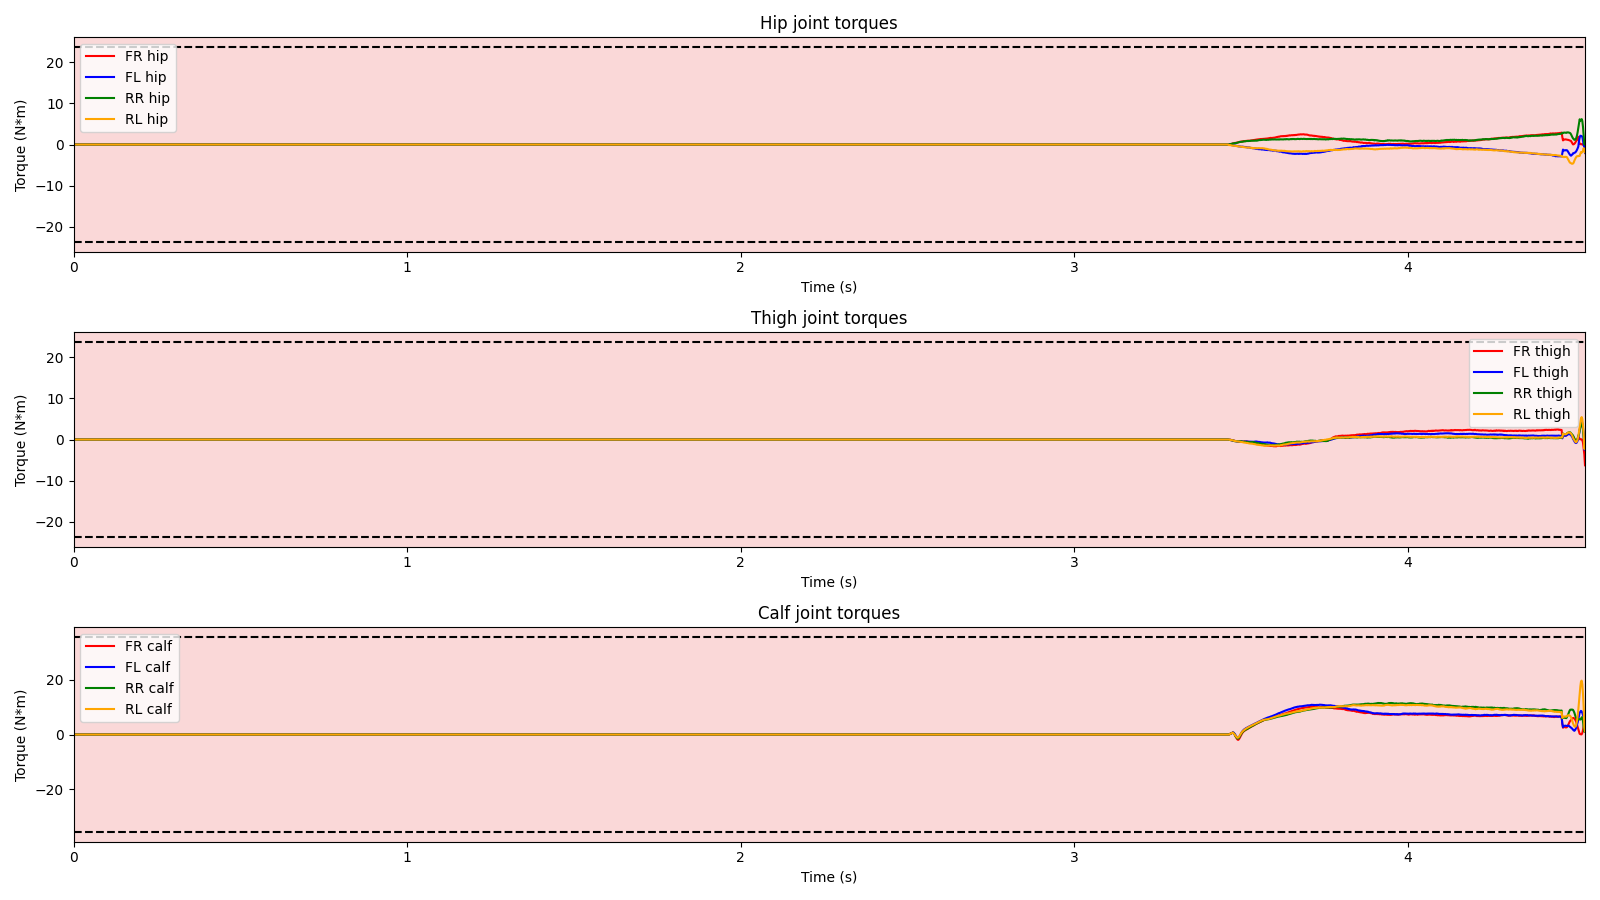 Hip joint torques
20
10
0
−10
−20
Torque (N*m)
FR hip
FL hip
RR hip
RL hip
0 1 2 3 4
Time (s)
Thigh joint torques
20
10
0
−10
−20
Torque (N*m)
FR thigh
FL thigh
RR thigh
RL thigh
0 1 2 3 4
Time (s)
Calf joint torques
20
0
−20
Torque (N*m)
FR calf
FL calf
RR calf
RL calf
0 1 2 3 4
Time (s)